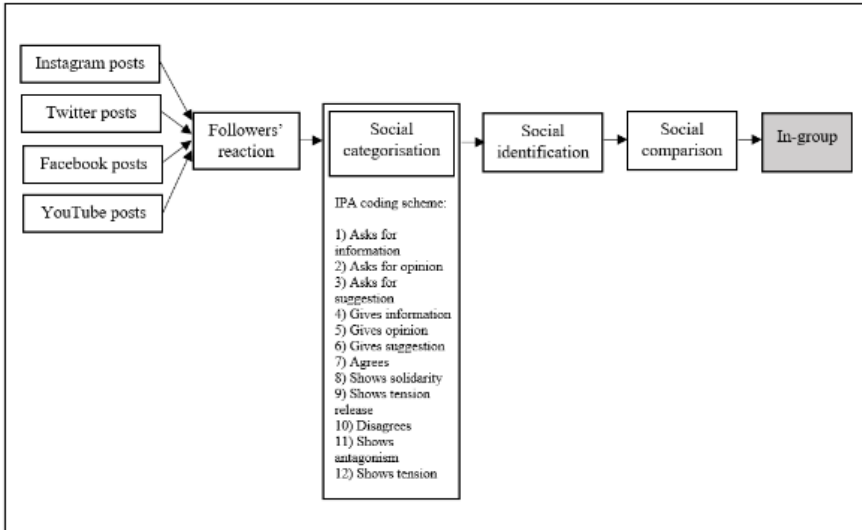 Instagram posts
Twitter posts
Facebook posts
YouTube posts
Followers'
reaction
Social
categorisation
IPA coding scheme:
1) Asks for
information
2) Asks for opinion
3) Asks for
suggestion
4) Gives information
5) Gives opinion
6) Gives suggestion
7) Agrees
8) Shows solidarity
9) Shows tension
release
10) Disagrees
11) Shows
antagonism
12) Shows tension
Social
identification
Social
comparison
In-group